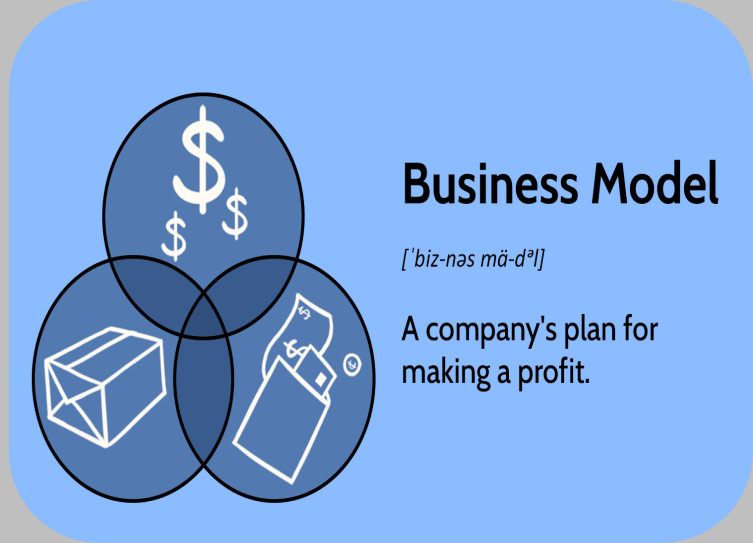 $
$
$
Business Model
[ˈbiz-nəs mä-dᵊl]
A company's plan for
making a profit.
$
$